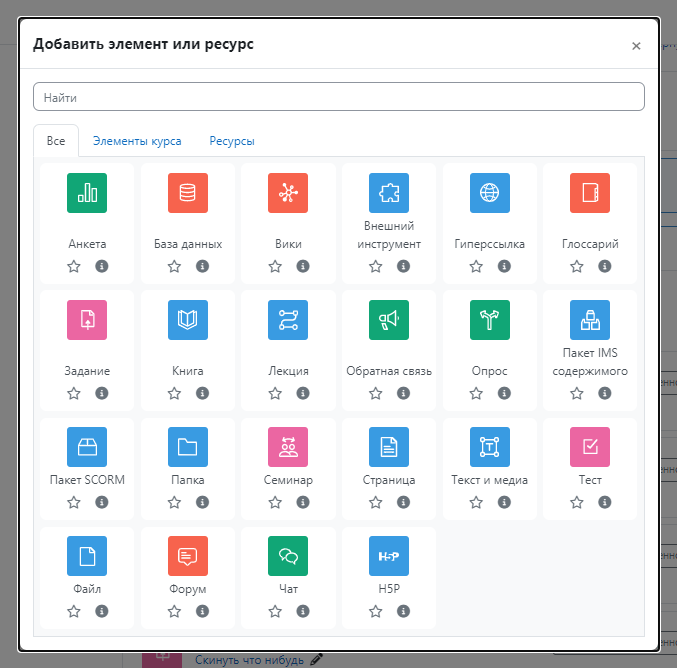 Добавить элемент или ресурс
×
Найти
Все Элементы курса Ресурсы
Анкета
База данных
Вики
Внешний
инструмент
Гиперссылка
Глоссарий
Задание
Книга
Лекция
Обратная связь
Опрос
Пакет IMS
содержимого
Пакет SCORM
Папка
Семинар
Страница
Текст и медиа
Тест
Файл
Форум
Чат
H5P
H5P
Скинуть что нибудь